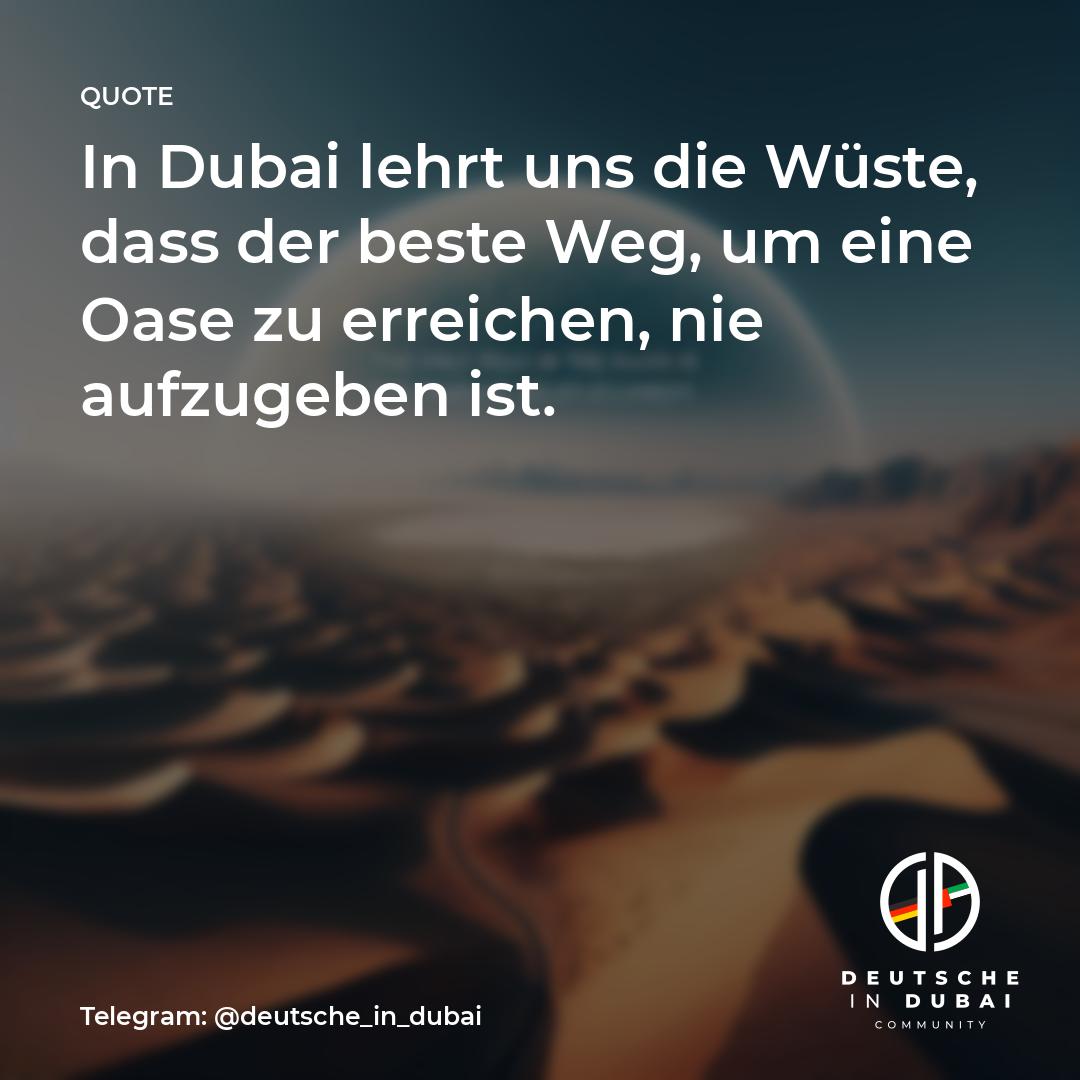 QUOTE
In Dubai lehrt uns die Wüste,
dass der beste Weg, um eine
Oase zu erreichen, nie
aufzugeben ist.
Telegram: @deutsche_in_dubai
DEUTSCHE
IN DUBAI
COMMUNITY